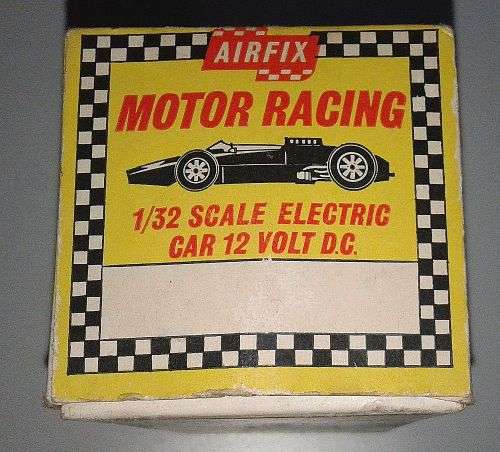 AIRFIX
MOTOR RACING
1/32 SCALE ELECTRIC
CAR 12 VOLT D.C.